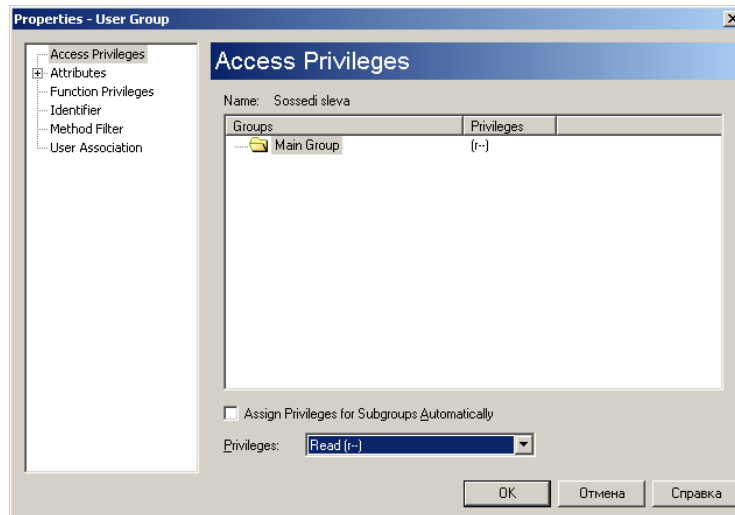 Properties - User Group
Access Privileges
Attributes
Function Privileges
Identifier
Method Filter
User Association
Access Privileges
Name: Sossedi sleva
Groups Privileges
Main Group (r--)
Assign Privileges for Subgroups Automatically
Privileges: Read (r--)
OK Отмена Справка